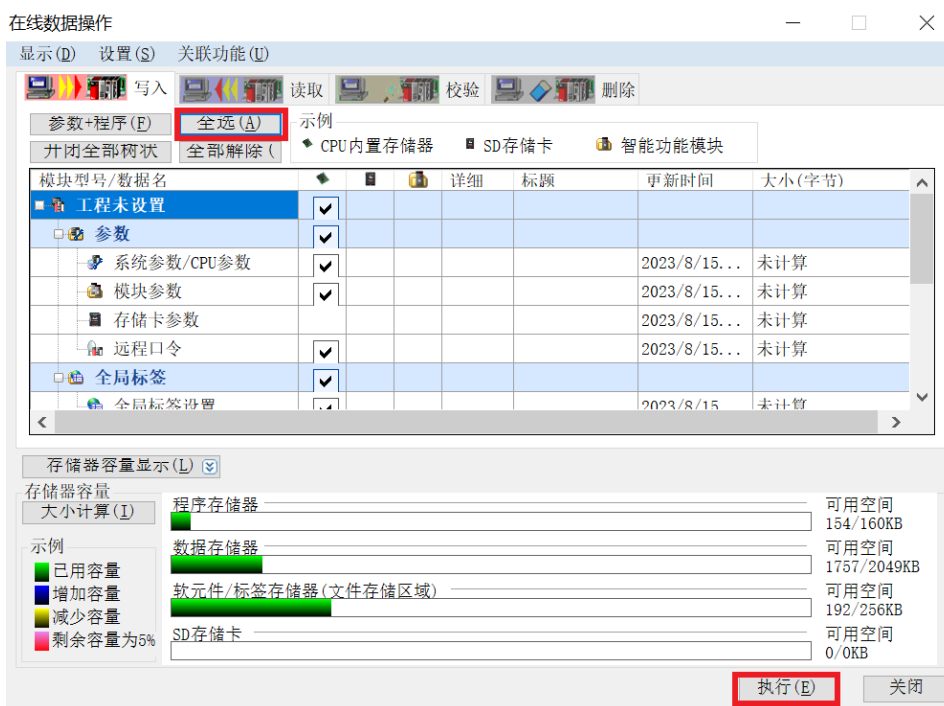 在线数据操作
显示(D) 设置(S) 关联功能(U)
写入 读取 校验 删除
参数+程序(F) 全选(A) 示例
开闭全部树状 全部解除( CPU内置存储器 SD存储卡 智能功能模块
模块型号/数据名 详细 标题 更新时间 大小(字节)
工程未设置
参数
系统参数/CPU参数 2023/8/15... 未计算
模块参数 2023/8/15... 未计算
存储卡参数 2023/8/15... 未计算
远程口令 2023/8/15... 未计算
全局标签
全局标签设置 2023/8/15 未计算
存储器容量显示(L)
存储器容量
大小计算(I)
程序存储器 可用空间
154/160KB
示例
已用容量
增加容量
减少容量
剩余容量为5%
数据存储器 可用空间
1757/2049KB
软元件/标签存储器(文件存储区域) 可用空间
192/256KB
SD存储卡 可用空间
0/0KB
执行(E) 关闭